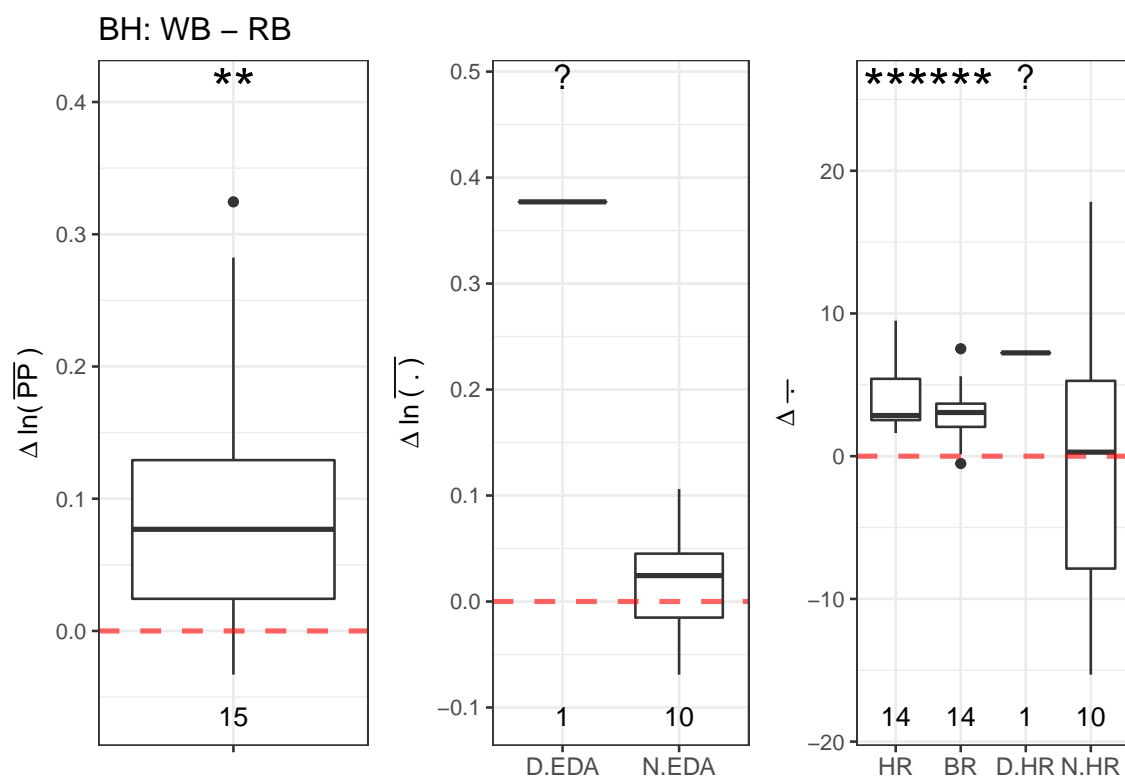 BH: WB − RB
Δ ln( PP )
0.4
0.3
0.2
0.1
0.0
**
15
Δ ln ( . )
0.5
0.4
0.3
0.2
0.1
0.0
−0.1
?
1
10
D.EDA
N.EDA
Δ .
20
10
0
−10
−20
***
***
?
14
14
1
10
HR
BR
D.HR
N.HR